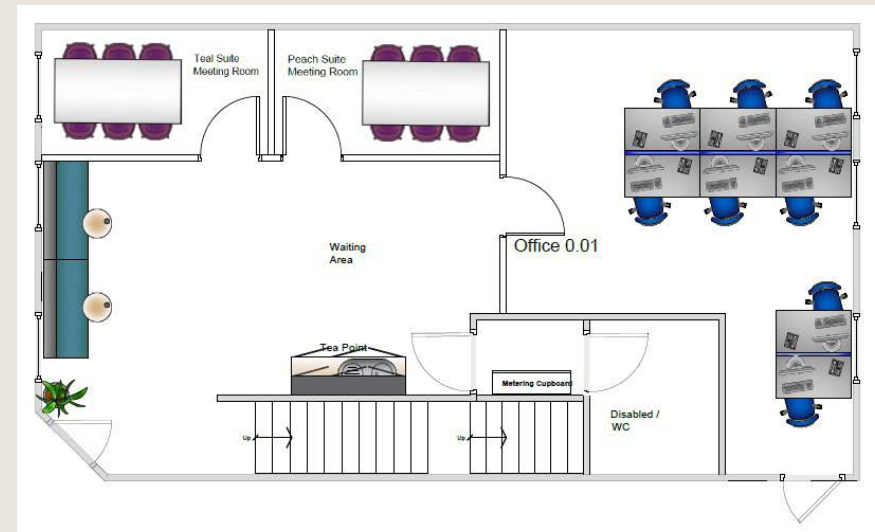 Teal Suite
Meeting Room
Peach Suite
Meeting Room
Waiting
Area
Office 0.01
Tea Point
Metering Cupboard
Disabled /
WC
Up
Up